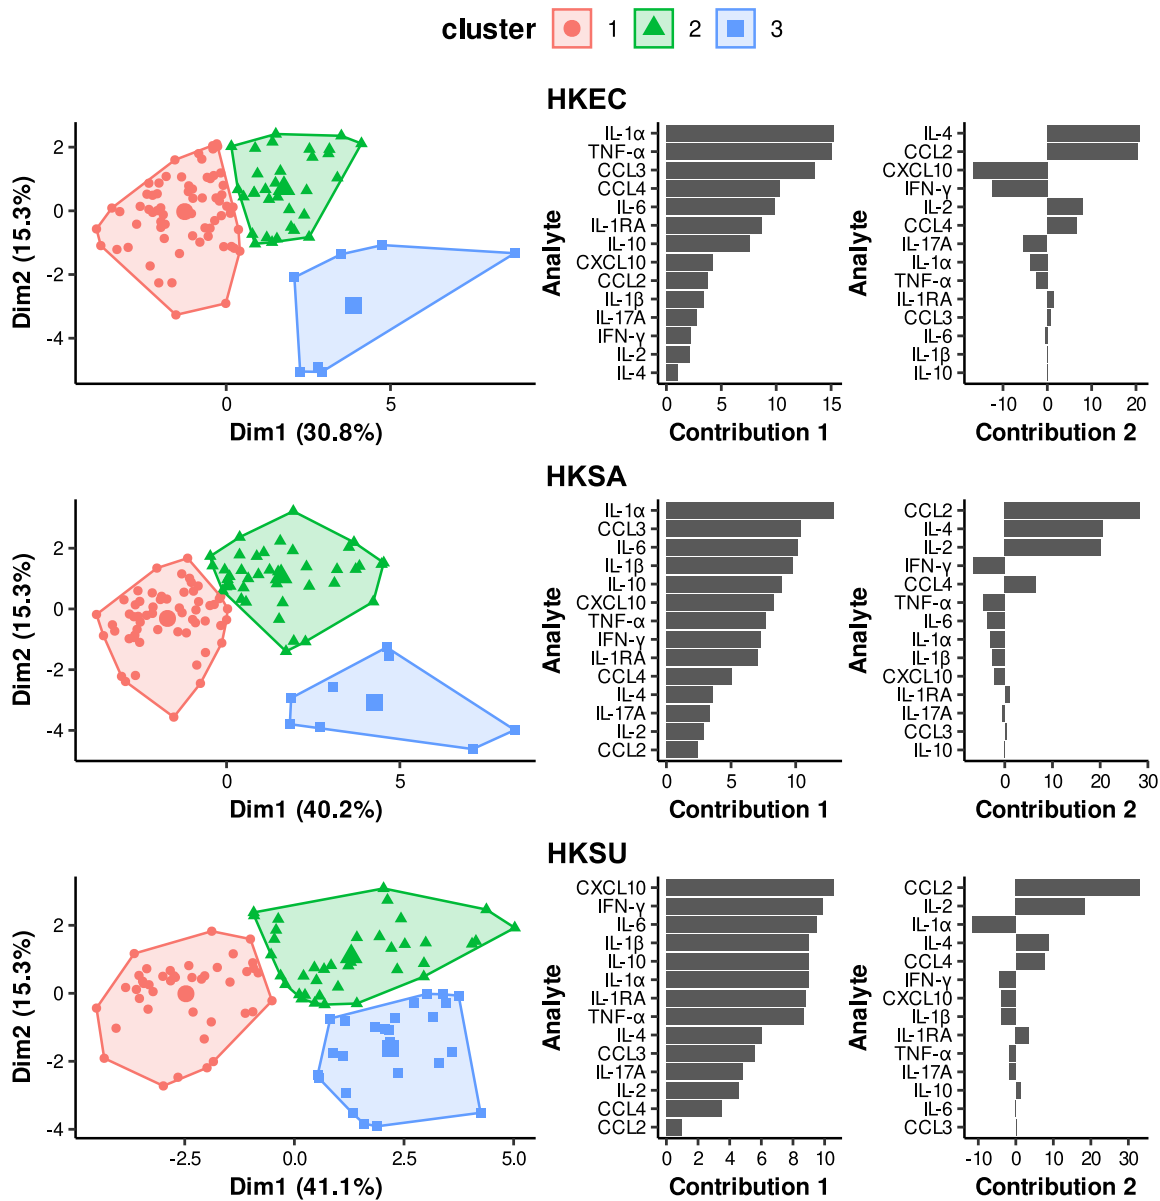 cluster 1 2 3
HKEC
Dim2 (15.3%)
2
0
-2
-4
0 5
Dim1 (30.8%)
Analyte
IL-1α
TNF-α
CCL3
CCL4
IL-6
IL-1RA
IL-10
CXCL10
CCL2
IL-1β
IL-17A
IFN-γ
IL-2
IL-4
0 5 10 15
Contribution 1
Analyte
IL-4
CCL2
CXCL10
IFN-γ
IL-2
CCL4
IL-17A
IL-1α
TNF-α
IL-1RA
CCL3
IL-6
IL-1β
IL-10
-10 0 10 20
Contribution 2
HKSA
Dim2 (15.3%)
2
0
-2
-4
0 5
Dim1 (40.2%)
Analyte
IL-1α
CCL3
IL-6
IL-1β
IL-10
CXCL10
TNF-α
IFN-γ
IL-1RA
CCL4
IL-4
IL-17A
IL-2
CCL2
0 5 10
Contribution 1
Analyte
CCL2
IL-4
IL-2
IFN-γ
CCL4
TNF-α
IL-6
IL-1α
IL-1β
CXCL10
IL-1RA
IL-17A
CCL3
IL-10
0 10 20 30
Contribution 2
HKSU
Dim2 (15.3%)
2
0
-2
-4
-2.5 0.0 2.5 5.0
Dim1 (41.1%)
Analyte
CXCL10
IFN-γ
IL-6
IL-1β
IL-10
IL-1α
IL-1RA
TNF-α
IL-4
CCL3
IL-17A
IL-2
CCL4
CCL2
0 2 4 6 8 10
Contribution 1
Analyte
CCL2
IL-2
IL-1α
IL-4
CCL4
IFN-γ
CXCL10
IL-1β
IL-1RA
TNF-α
IL-17A
IL-10
IL-6
CCL3
-10 0 10 20 30
Contribution 2